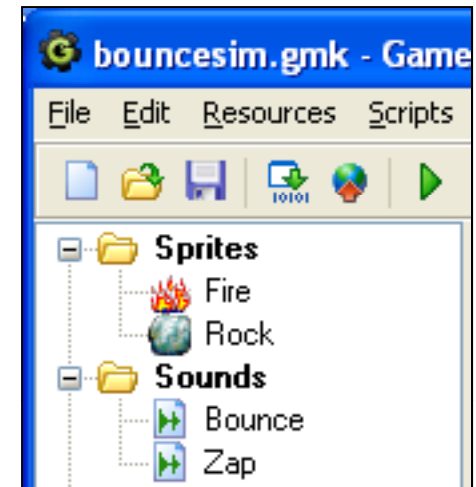 bouncesim.gmk - Game
File Edit Resources Scripts
Sprites
Fire
Rock
Sounds
Bounce
Zap